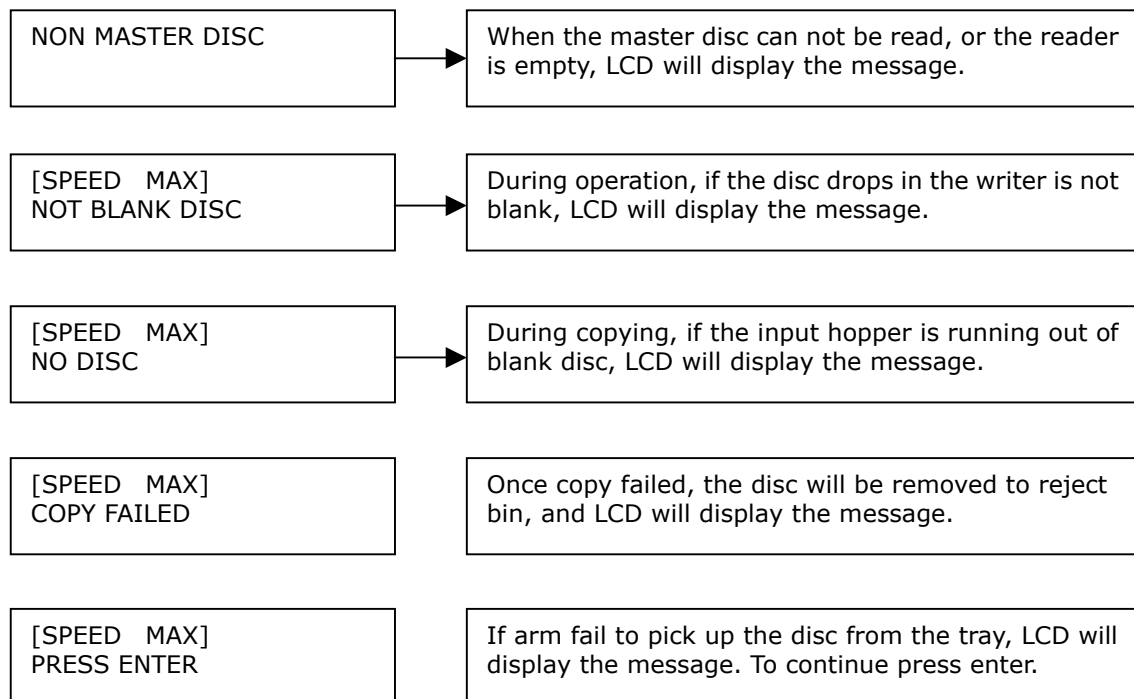 NON MASTER DISC
When the master disc can not be read, or the reader
is empty, LCD will display the message.
[SPEED   MAX]
NOT BLANK DISC
During operation, if the disc drops in the writer is not
blank, LCD will display the message.
[SPEED   MAX]
NO DISC
During copying, if the input hopper is running out of
blank disc, LCD will display the message.
[SPEED   MAX]
COPY FAILED
Once copy failed, the disc will be removed to reject
bin, and LCD will display the message.
[SPEED   MAX]
PRESS ENTER
If arm fail to pick up the disc from the tray, LCD will
display the message. To continue press enter.